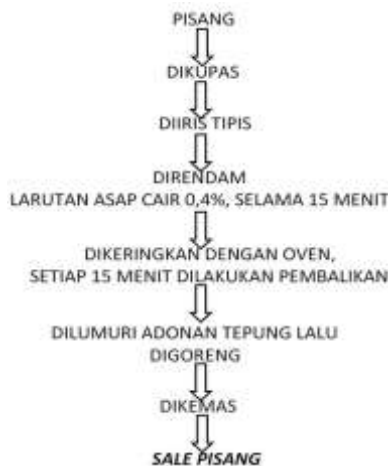 PISANG
DIKUPAS
DIIRIS TIPIS
DIRENDAM
LARUTAN ASAP CAIR 0,4%, SELAMA 15 MENIT
DIKERINGKAN DENGAN OVEN,
SETIAP 15 MENIT DILAKUKAN PEMBALIKAN
DILUMURI ADONAN TEPUNG LALU
DIGORENG
DIKEMAS
SALE PISANG